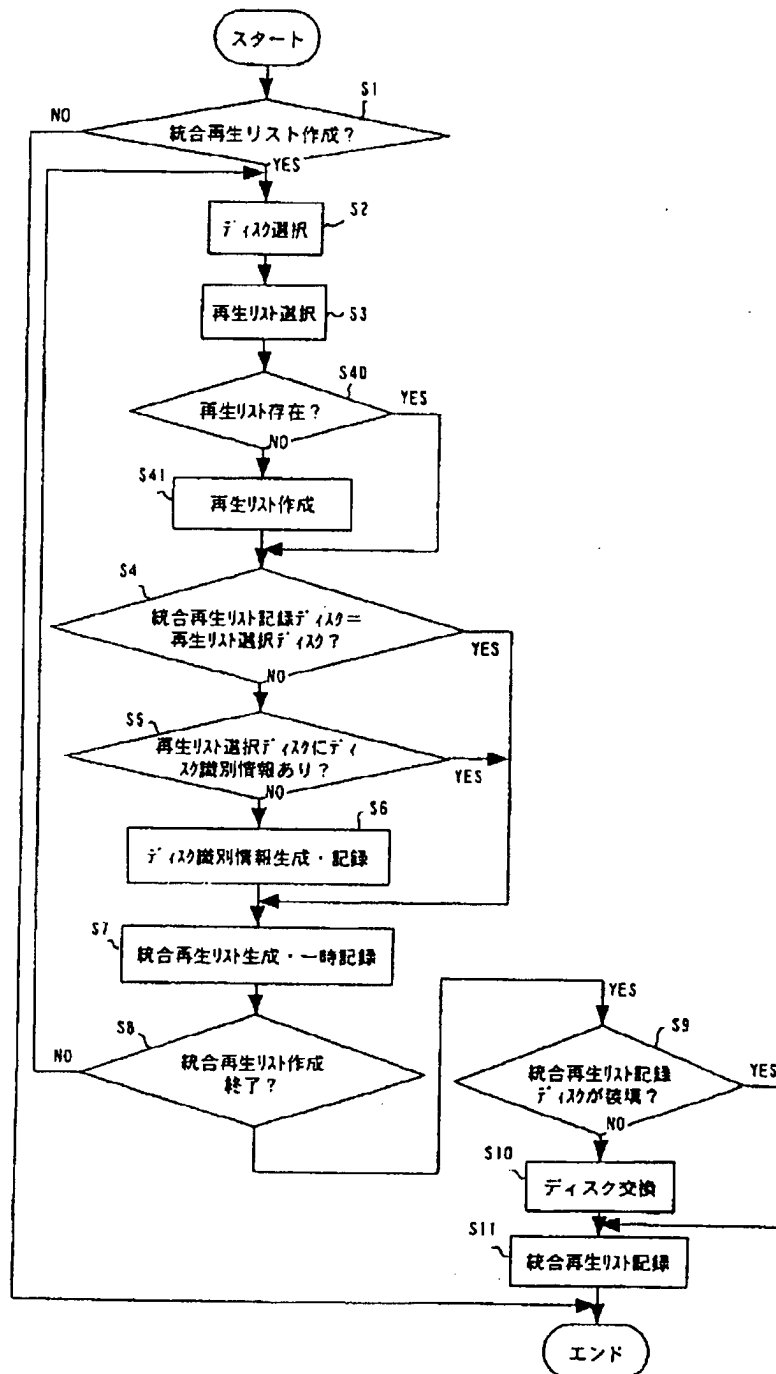 スタート
S1
NO
統合再生リスト作成?
YES
S2
ディスク選択
再生リスト選択
S3
S40
再生リスト存在?
YES
NO
S41
再生リスト作成
S4
統合再生リスト記録ディスク=
再生リスト選択ディスク?
YES
NO
S5
再生リスト選択ディスクにディ
スク識別情報あり?
YES
NO
S6
ディスク識別情報生成・記録
S7
統合再生リスト生成・一時記録
YES
S8
NO
統合再生リスト作成
終了?
S9
統合再生リスト記録
ディスクが装填?
YES
NO
S10
ディスク交換
S11
統合再生リスト記録
エンド